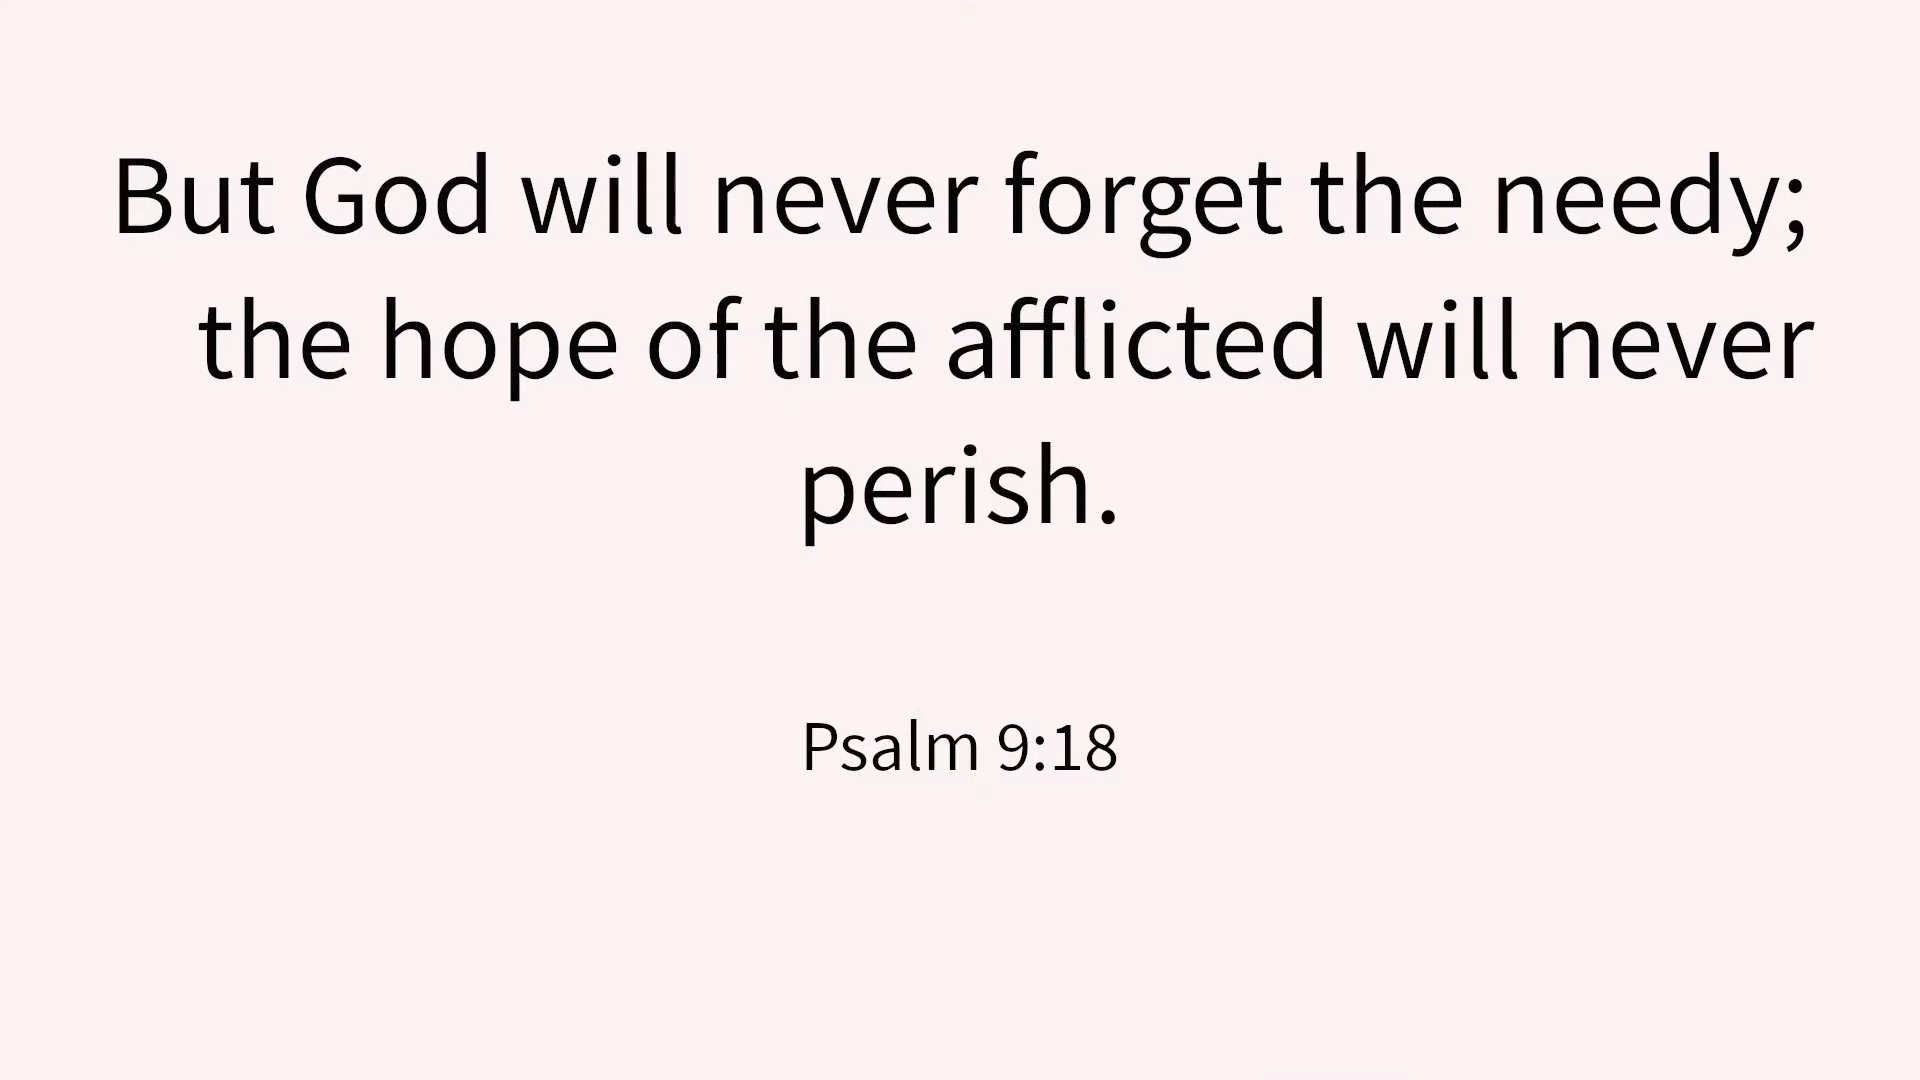 But God will never forget the needy;
the hope of the afflicted will never
perish.
Psalm 9:18